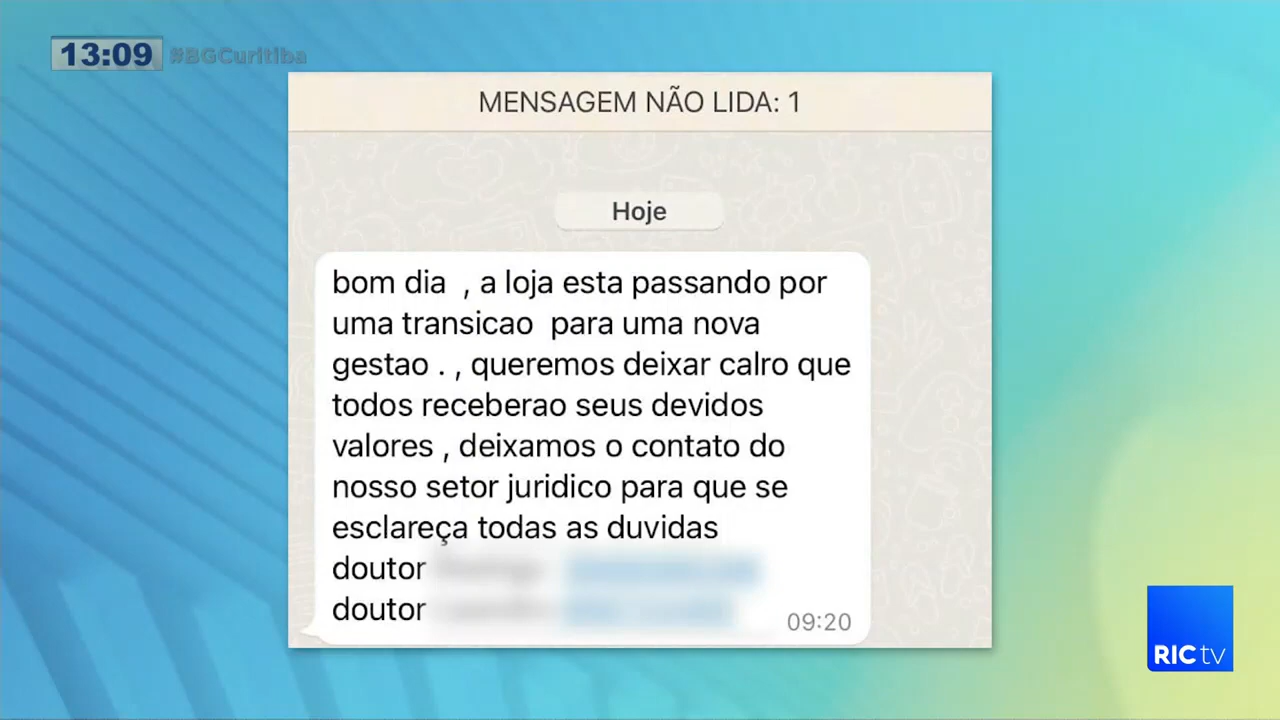 13:09 #BGCuritiba
MENSAGEM NÃO LIDA: 1
Hoje
bom dia  , a loja esta passando por
uma transicao  para uma nova
gestao . , queremos deixar calro que
todos receberao seus devidos
valores , deixamos o contato do
nosso setor juridico para que se
esclareça todas as duvidas
doutor
doutor
09:20
RIC tv